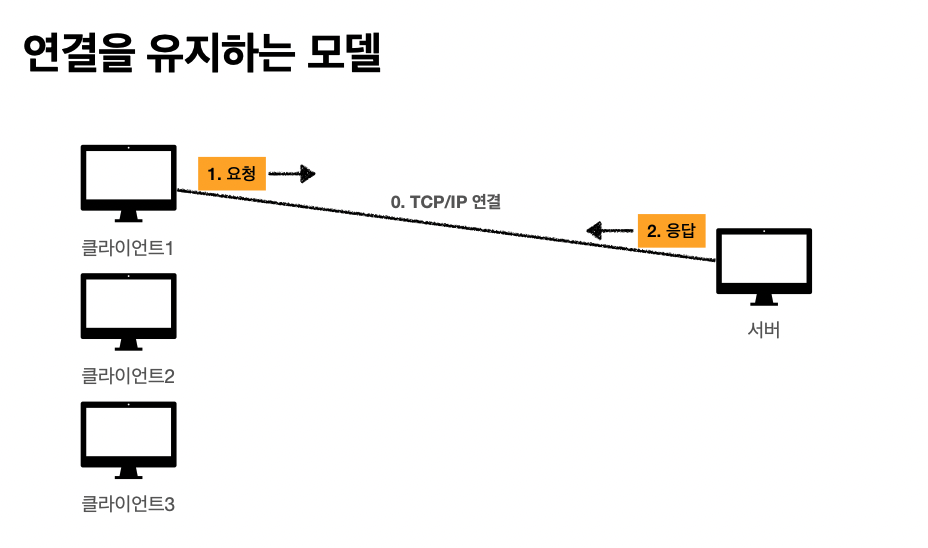 연결을 유지하는 모델
1. 요청
0. TCP/IP 연결
2. 응답
클라이언트1
서버
클라이언트2
클라이언트3